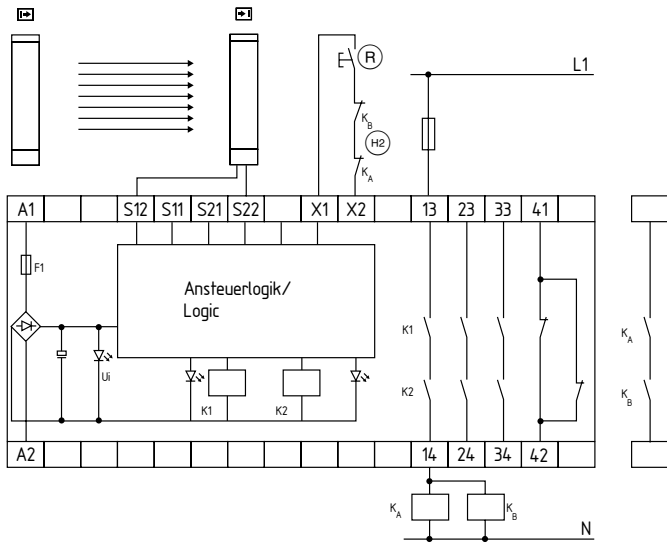 R
L1
K_B
H2
K_A
A1 S12 S11 S21 S22 X1 X2 13 23 33 41
F1
Ansteuerlogik/
Logic
K1
K_A
Ui
K1 K2
K2
K_B
A2 14 24 34 42
K_A K_B
N